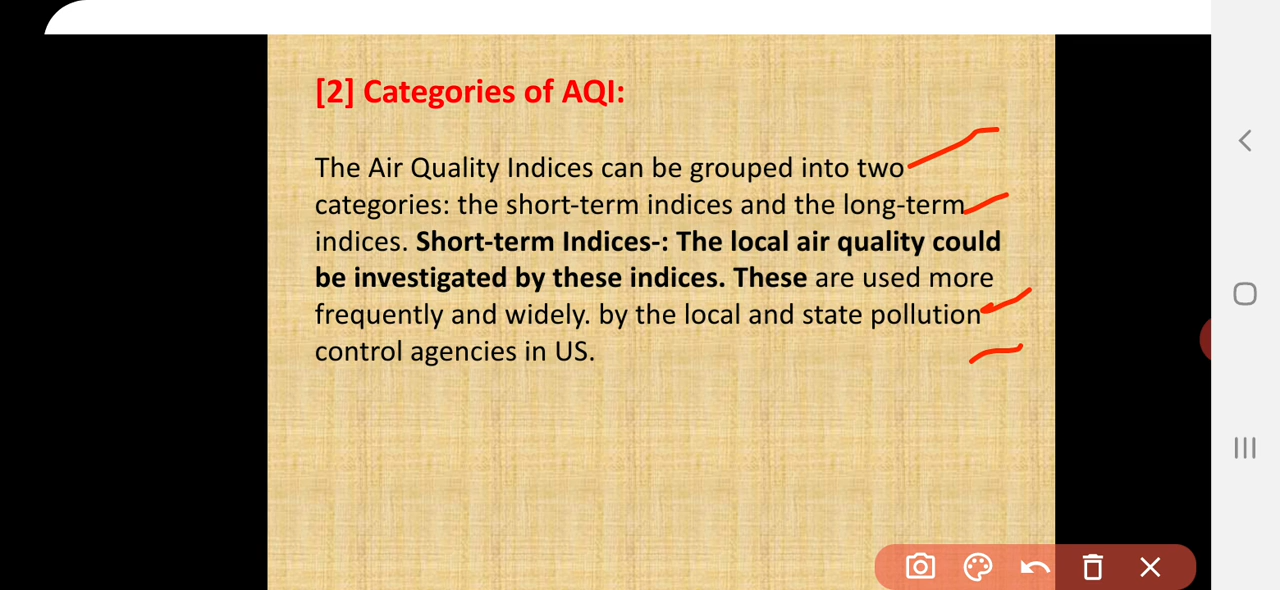 [2] Categories of AQI:
The Air Quality Indices can be grouped into two
categories: the short-term indices and the long-term
indices. Short-term Indices-: The local air quality could
be investigated by these indices. These are used more
frequently and widely. by the local and state pollution
control agencies in US.